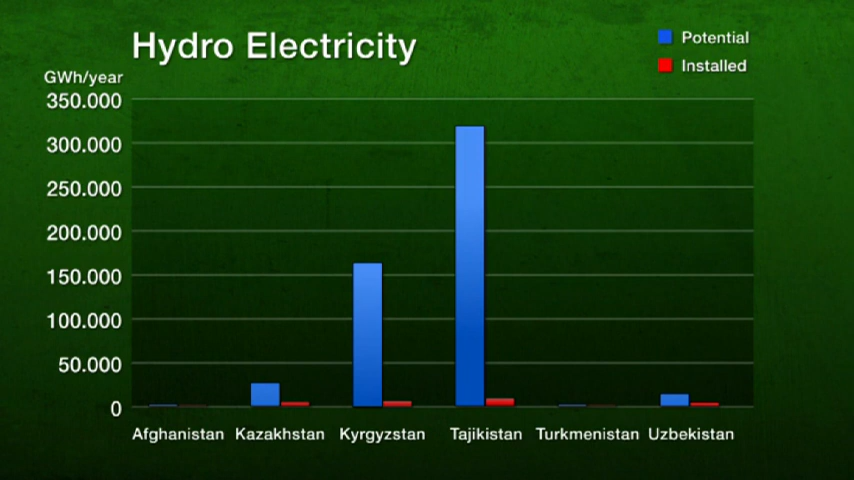 Hydro Electricity
Potential
Installed
GWh/year
350.000
300.000
250.000
200.000
150.000
100.000
50.000
0
Afghanistan Kazakhstan Kyrgyzstan Tajikistan Turkmenistan Uzbekistan